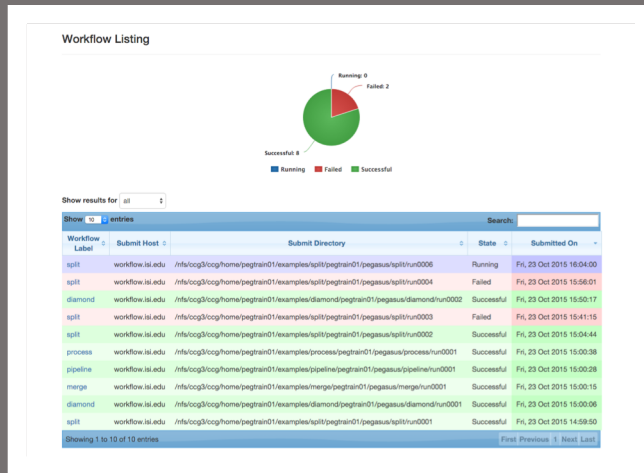 Workflow Listing
Running: 0
Failed: 2
Successful: 8
Running Failed Successful
Show results for all
Show 10 entries Search:
Workflow Label Submit Host Submit Directory State Submitted On
split workflow.isi.edu /nfs/ccg3/ccg/home/pegtrain01/examples/split/pegtrain01/pegasus/split/run0006 Running Fri, 23 Oct 2015 16:04:00
split workflow.isi.edu /nfs/ccg3/ccg/home/pegtrain01/examples/split/pegtrain01/pegasus/split/run0004 Failed Fri, 23 Oct 2015 15:56:01
diamond workflow.isi.edu /nfs/ccg3/ccg/home/pegtrain01/examples/diamond/pegtrain01/pegasus/diamond/run0002 Successful Fri, 23 Oct 2015 15:50:17
split workflow.isi.edu /nfs/ccg3/ccg/home/pegtrain01/examples/split/pegtrain01/pegasus/split/run0003 Failed Fri, 23 Oct 2015 15:41:15
split workflow.isi.edu /nfs/ccg3/ccg/home/pegtrain01/examples/split/pegtrain01/pegasus/split/run0002 Successful Fri, 23 Oct 2015 15:04:44
process workflow.isi.edu /nfs/ccg3/ccg/home/pegtrain01/examples/process/pegtrain01/pegasus/process/run0001 Successful Fri, 23 Oct 2015 15:00:38
pipeline workflow.isi.edu /nfs/ccg3/ccg/home/pegtrain01/examples/pipeline/pegtrain01/pegasus/pipeline/run0001 Successful Fri, 23 Oct 2015 15:00:28
merge workflow.isi.edu /nfs/ccg3/ccg/home/pegtrain01/examples/merge/pegtrain01/pegasus/merge/run0001 Successful Fri, 23 Oct 2015 15:00:15
diamond workflow.isi.edu /nfs/ccg3/ccg/home/pegtrain01/examples/diamond/pegtrain01/pegasus/diamond/run0001 Successful Fri, 23 Oct 2015 15:00:06
split workflow.isi.edu /nfs/ccg3/ccg/home/pegtrain01/examples/split/pegtrain01/pegasus/split/run0001 Successful Fri, 23 Oct 2015 14:59:50
Showing 1 to 10 of 10 entries First Previous 1 Next Last